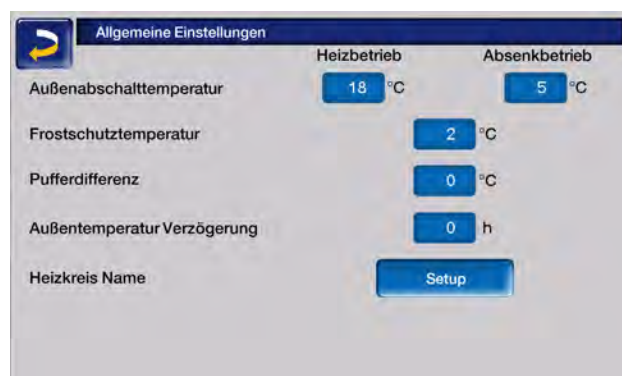 Allgemeine Einstellungen
Heizbetrieb Absenkbetrieb
Außenabschalttemperatur 18 °C 5 °C
Frostschutztemperatur 2 °C
Pufferdifferenz 0 °C
Außentemperatur Verzögerung 0 h
Heizkreis Name Setup